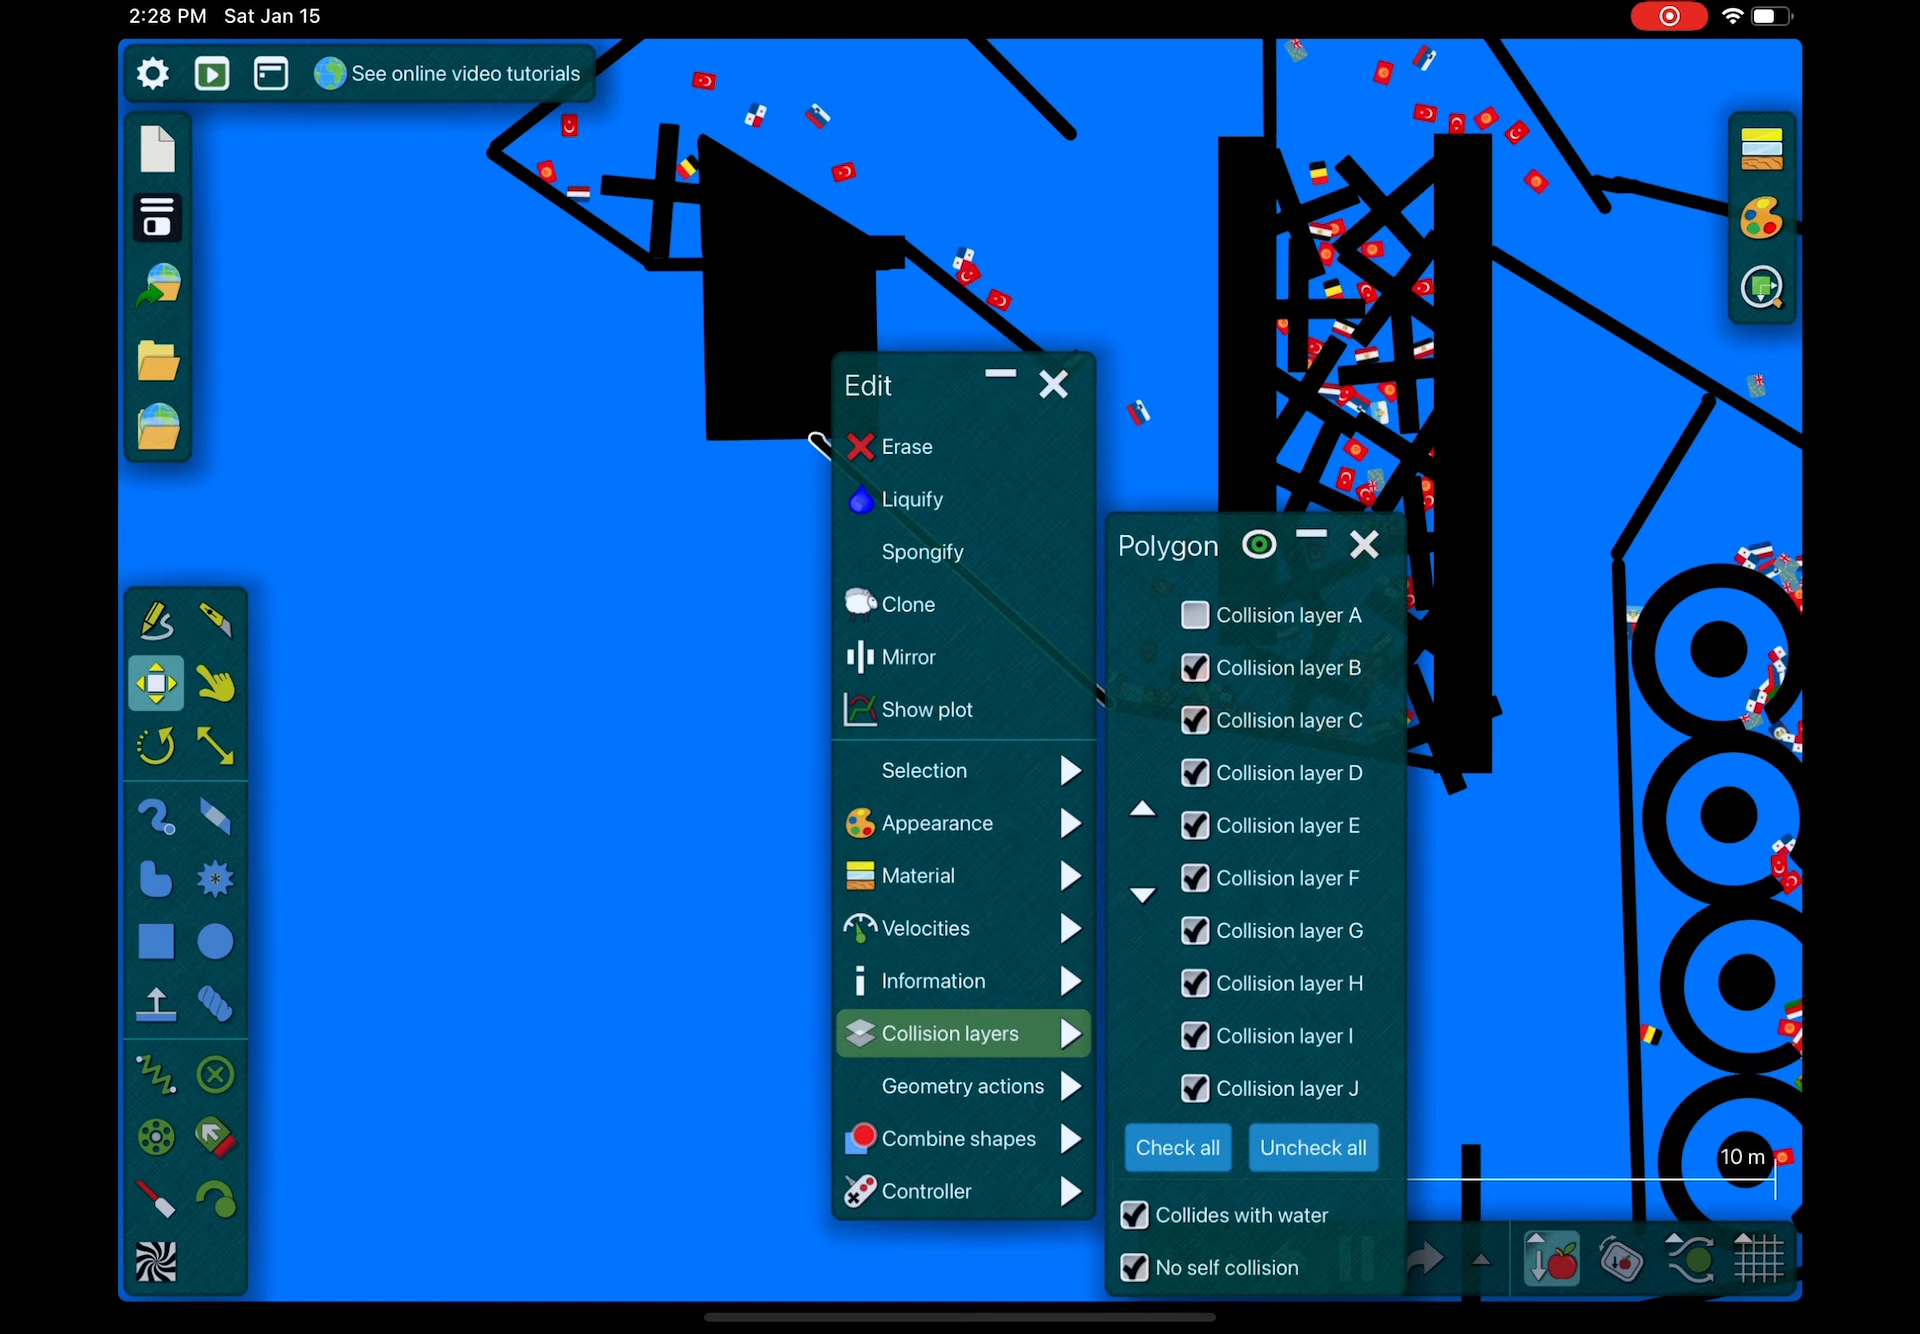 2:28 PM Sat Jan 15
See online video tutorials
Edit
Erase
Liquify
Spongify
Clone
Mirror
Show plot
Selection
Appearance
Material
Velocities
Information
Collision layers
Geometry actions
Combine shapes
Controller
Polygon
Collision layer A
Collision layer B
Collision layer C
Collision layer D
Collision layer E
Collision layer F
Collision layer G
Collision layer H
Collision layer I
Collision layer J
Check all Uncheck all
Collides with water
No self collision
10 m